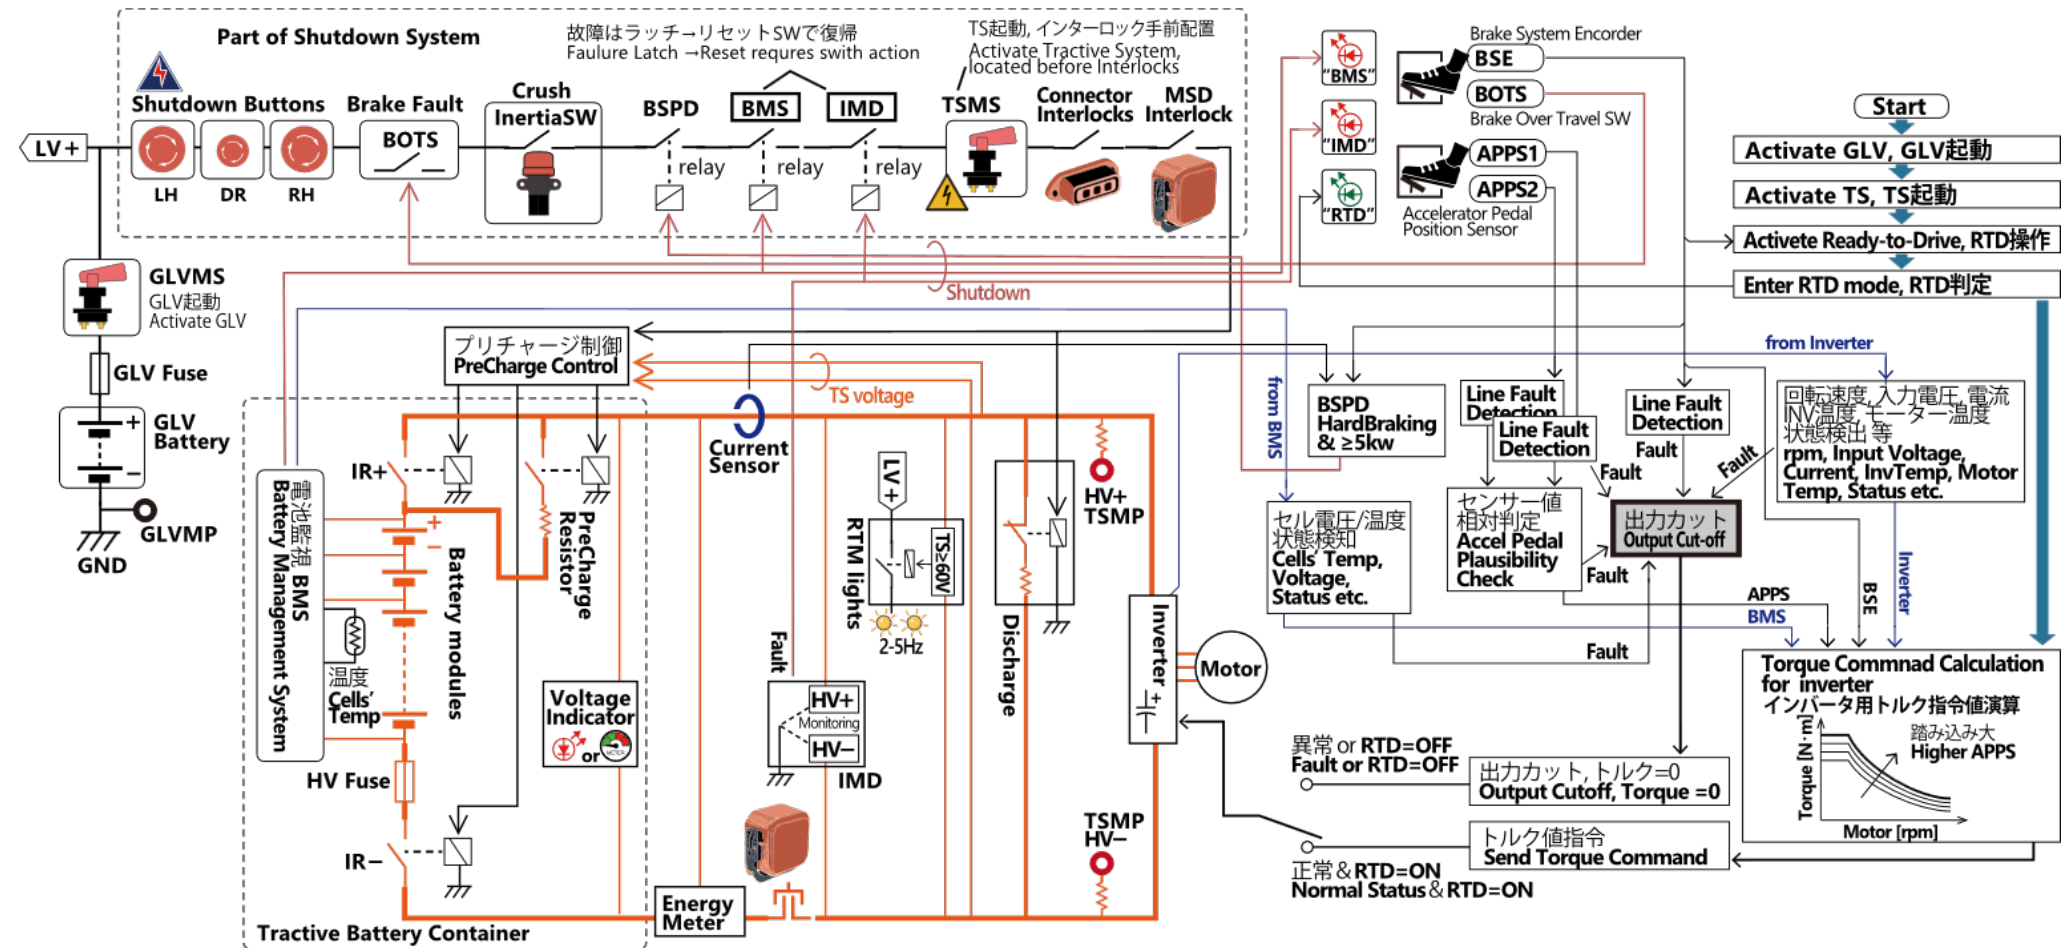 Part of Shutdown System
故障はラッチ→リセットSWで復帰
Faulure Latch →Reset requres swith action
TS起動, インターロック手前配置
Activate Tractive System,
located before Interlocks
Shutdown Buttons
Brake Fault
Crush
InertiaSW
BSPD
BMS
IMD
TSMS
Connector
Interlocks
MSD
Interlock
LV+
BOTS
LH
DR
RH
relay
relay
relay
"BMS"
"IMD"
"RTD"
Brake System Encorder
BSE
BOTS
Brake Over Travel SW
APPS1
APPS2
Accelerator Pedal
Position Sensor
Start
Activate GLV, GLV起動
Activate TS, TS起動
Activete Ready-to-Drive, RTD操作
Enter RTD mode, RTD判定
Shutdown
GLVMS
GLV起動
Activate GLV
GLV Fuse
GLV
Battery
+
−
GLVMP
GND
プリチャージ制御
PreCharge Control
TS voltage
Current
Sensor
IR+
PreCharge
Resistor
電池監視 BMS
Battery Management System
+
−
Battery modules
温度
Cells'
Temp
HV Fuse
IR−
Tractive Battery Container
Voltage
Indicator
or
METER
Energy
Meter
LV+
RTM lights
TS≥60V
2-5Hz
Fault
HV+
Monitoring
HV−
IMD
Discharge
HV+
TSMP
TSMP
HV−
Inverter
+
Motor
from BMS
from Inverter
BSPD
HardBraking
& ≥5kw
Line Fault
Detection
Line Fault
Detection
Line Fault
Detection
Fault
Fault
Fault
回転速度, 入力電圧, 電流
INV温度, モーター温度
状態検出 等
rpm, Input Voltage,
Current, InvTemp, Motor
Temp, Status etc.
セル電圧/温度
状態検知
Cells' Temp,
Voltage,
Status etc.
センサー値
相対判定
Accel Pedal
Plausibility
Check
出力カット
Output Cut-off
Fault
Fault
APPS
BMS
BSE
Inverter
Torque Commnad Calculation
for inverter
インバータ用トルク指令値演算
Torque [N·m]
踏み込み大
Higher APPS
Motor [rpm]
異常 or RTD=OFF
Fault or RTD=OFF
出力カット, トルク=0
Output Cutoff, Torque =0
トルク値指令
Send Torque Command
正常&RTD=ON
Normal Status&RTD=ON